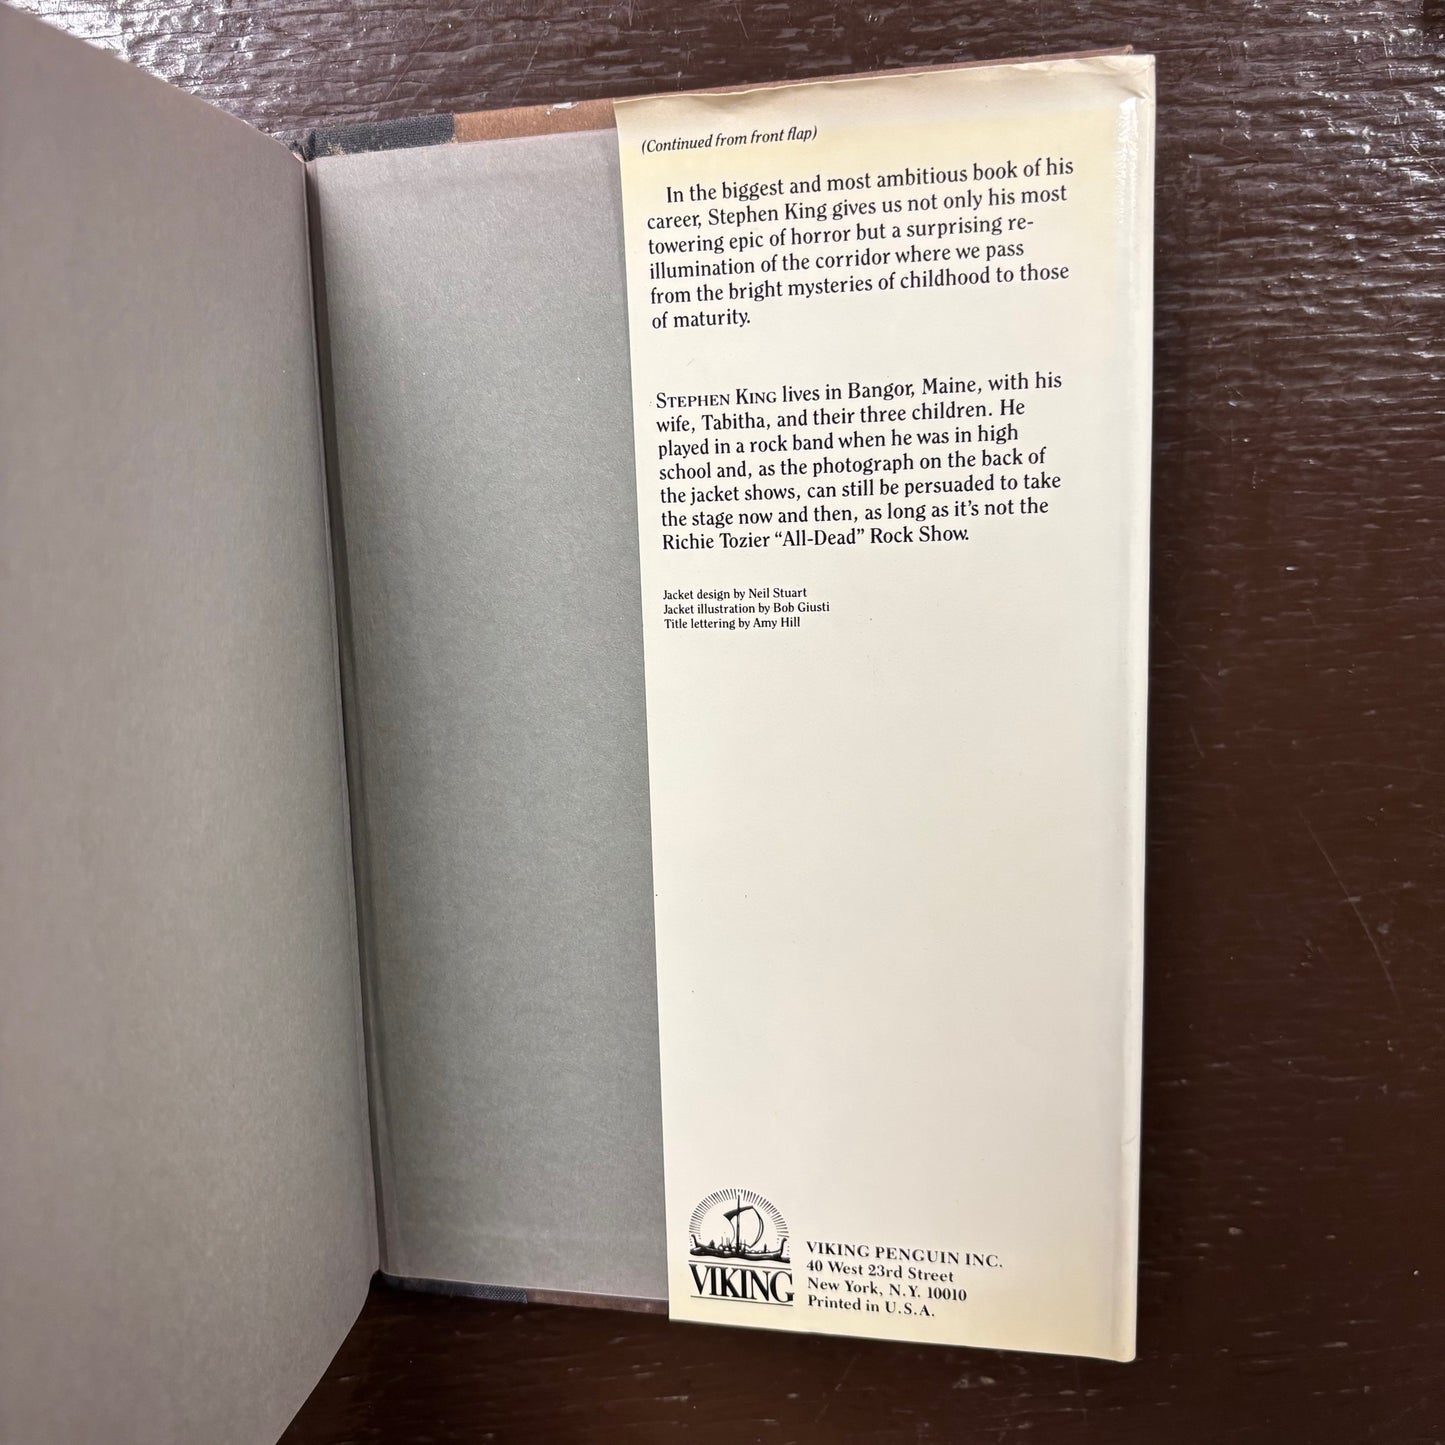 (Continued from front flap)
In the biggest and most ambitious book of his
career, Stephen King gives us not only his most
towering epic of horror but a surprising re-
illumination of the corridor where we pass
from the bright mysteries of childhood to those
of maturity.
STEPHEN KING lives in Bangor, Maine, with his
wife, Tabitha, and their three children. He
played in a rock band when he was in high
school and, as the photograph on the back of
the jacket shows, can still be persuaded to take
the stage now and then, as long as it's not the
Richie Tozier “All-Dead” Rock Show.
Jacket design by Neil Stuart
Jacket illustration by Bob Giusti
Title lettering by Amy Hill
VIKING
VIKING PENGUIN INC.
40 West 23rd Street
New York, N.Y. 10010
Printed in U.S.A.